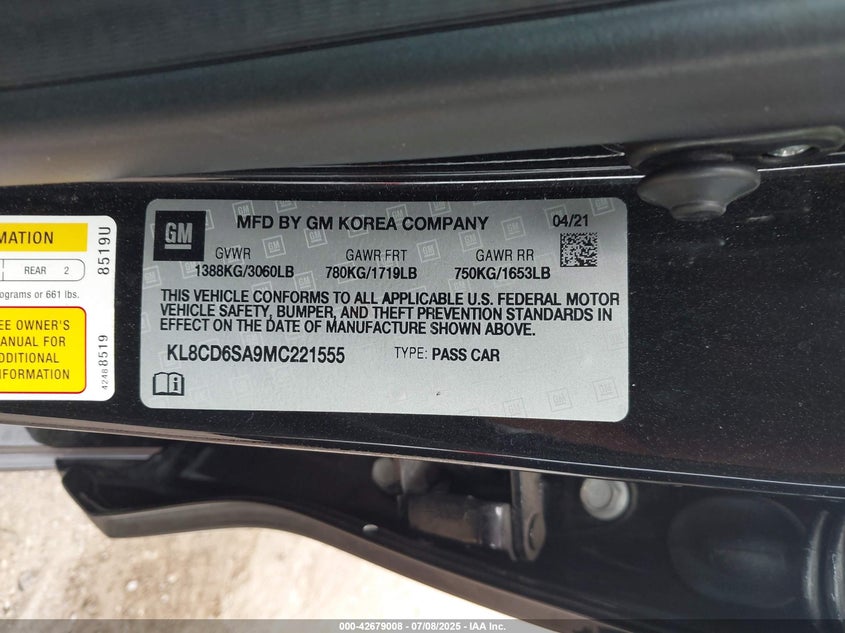 GM
MFD BY GM KOREA COMPANY
04/21
GVWR
GAWR FRT
GAWR RR
1388KG/3060LB
780KG/1719LB
750KG/1653LB
THIS VEHICLE CONFORMS TO ALL APPLICABLE U.S. FEDERAL MOTOR
VEHICLE SAFETY, BUMPER, AND THEFT PREVENTION STANDARDS IN
EFFECT ON THE DATE OF MANUFACTURE SHOWN ABOVE.
KL8CD6SA9MC221555
TYPE: PASS CAR
MATION
REAR 2
ograms or 661 lbs.
EE OWNER'S
MANUAL FOR
DDITIONAL
INFORMATION
8519U
42488519
000-42679008 - 07/08/2025 - IAA Inc.